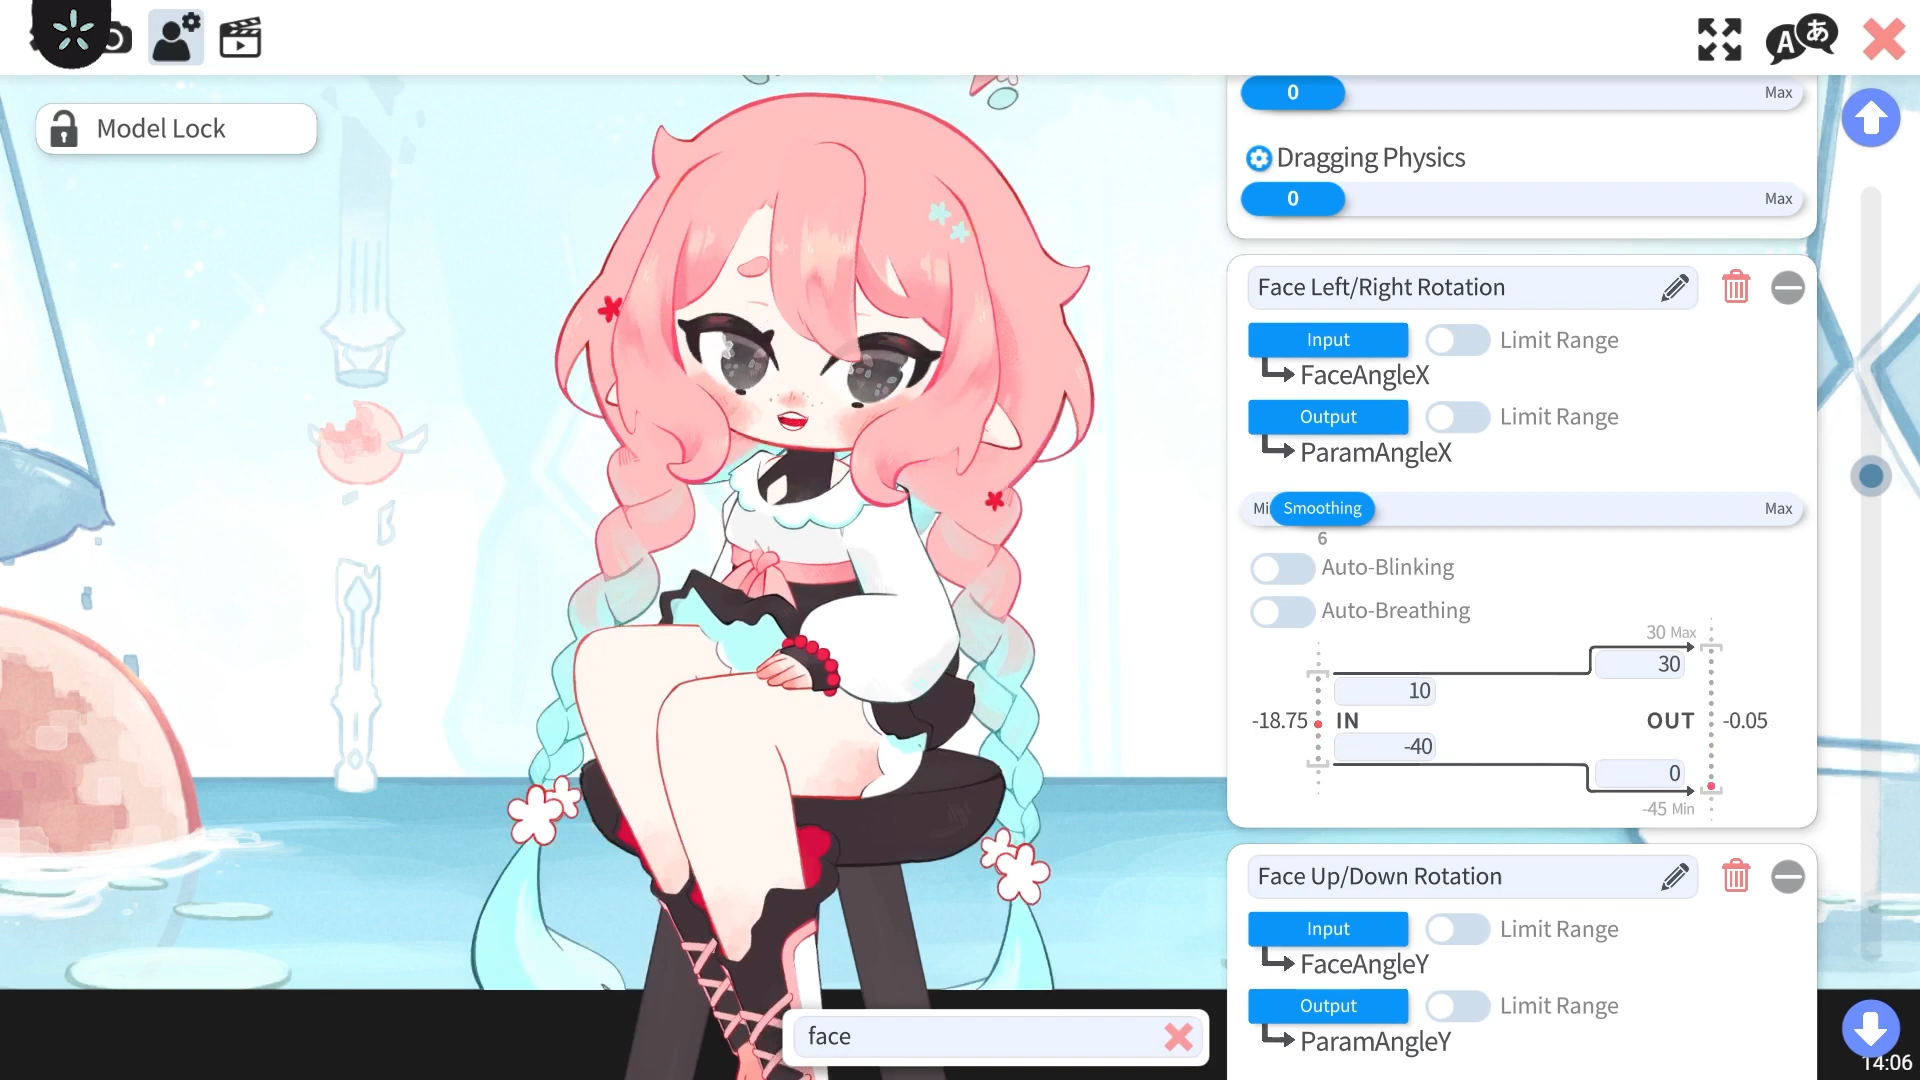 A あ
Model Lock
0
Max
Dragging Physics
0
Max
Face Left/Right Rotation
Input
Limit Range
FaceAngleX
Output
Limit Range
ParamAngleX
Mi
Smoothing
Max
6
Auto-Blinking
Auto-Breathing
30 Max
30
10
-18.75
IN
OUT
-0.05
-40
0
-45 Min
Face Up/Down Rotation
Input
Limit Range
FaceAngleY
Output
Limit Range
ParamAngleY
face
14:06